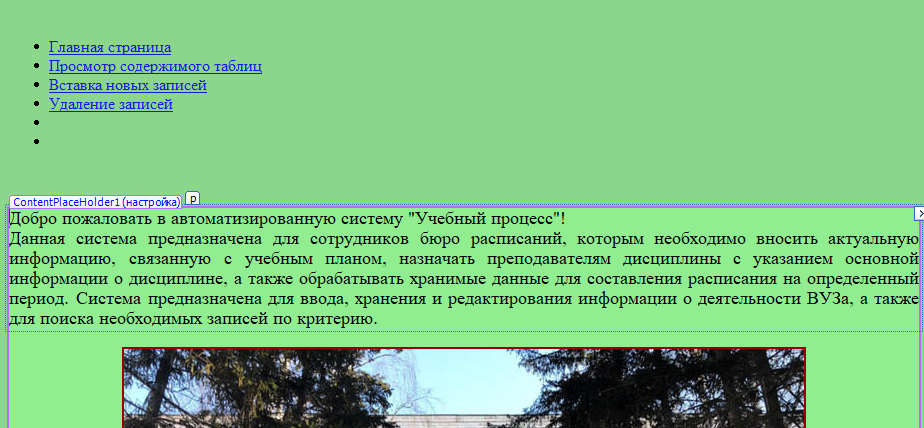 Главная страница
Просмотр содержимого таблиц
Вставка новых записей
Удаление записей
ContentPlaceHolder1 (настройка) p
Добро пожаловать в автоматизированную систему "Учебный процесс"!
Данная система предназначена для сотрудников бюро расписаний, которым необходимо вносить актуальную
информацию, связанную с учебным планом, назначать преподавателям дисциплины с указанием основной
информации о дисциплине, а также обрабатывать хранимые данные для составления расписания на определенный
период. Система предназначена для ввода, хранения и редактирования информации о деятельности ВУЗа, а также
для поиска необходимых записей по критерию.